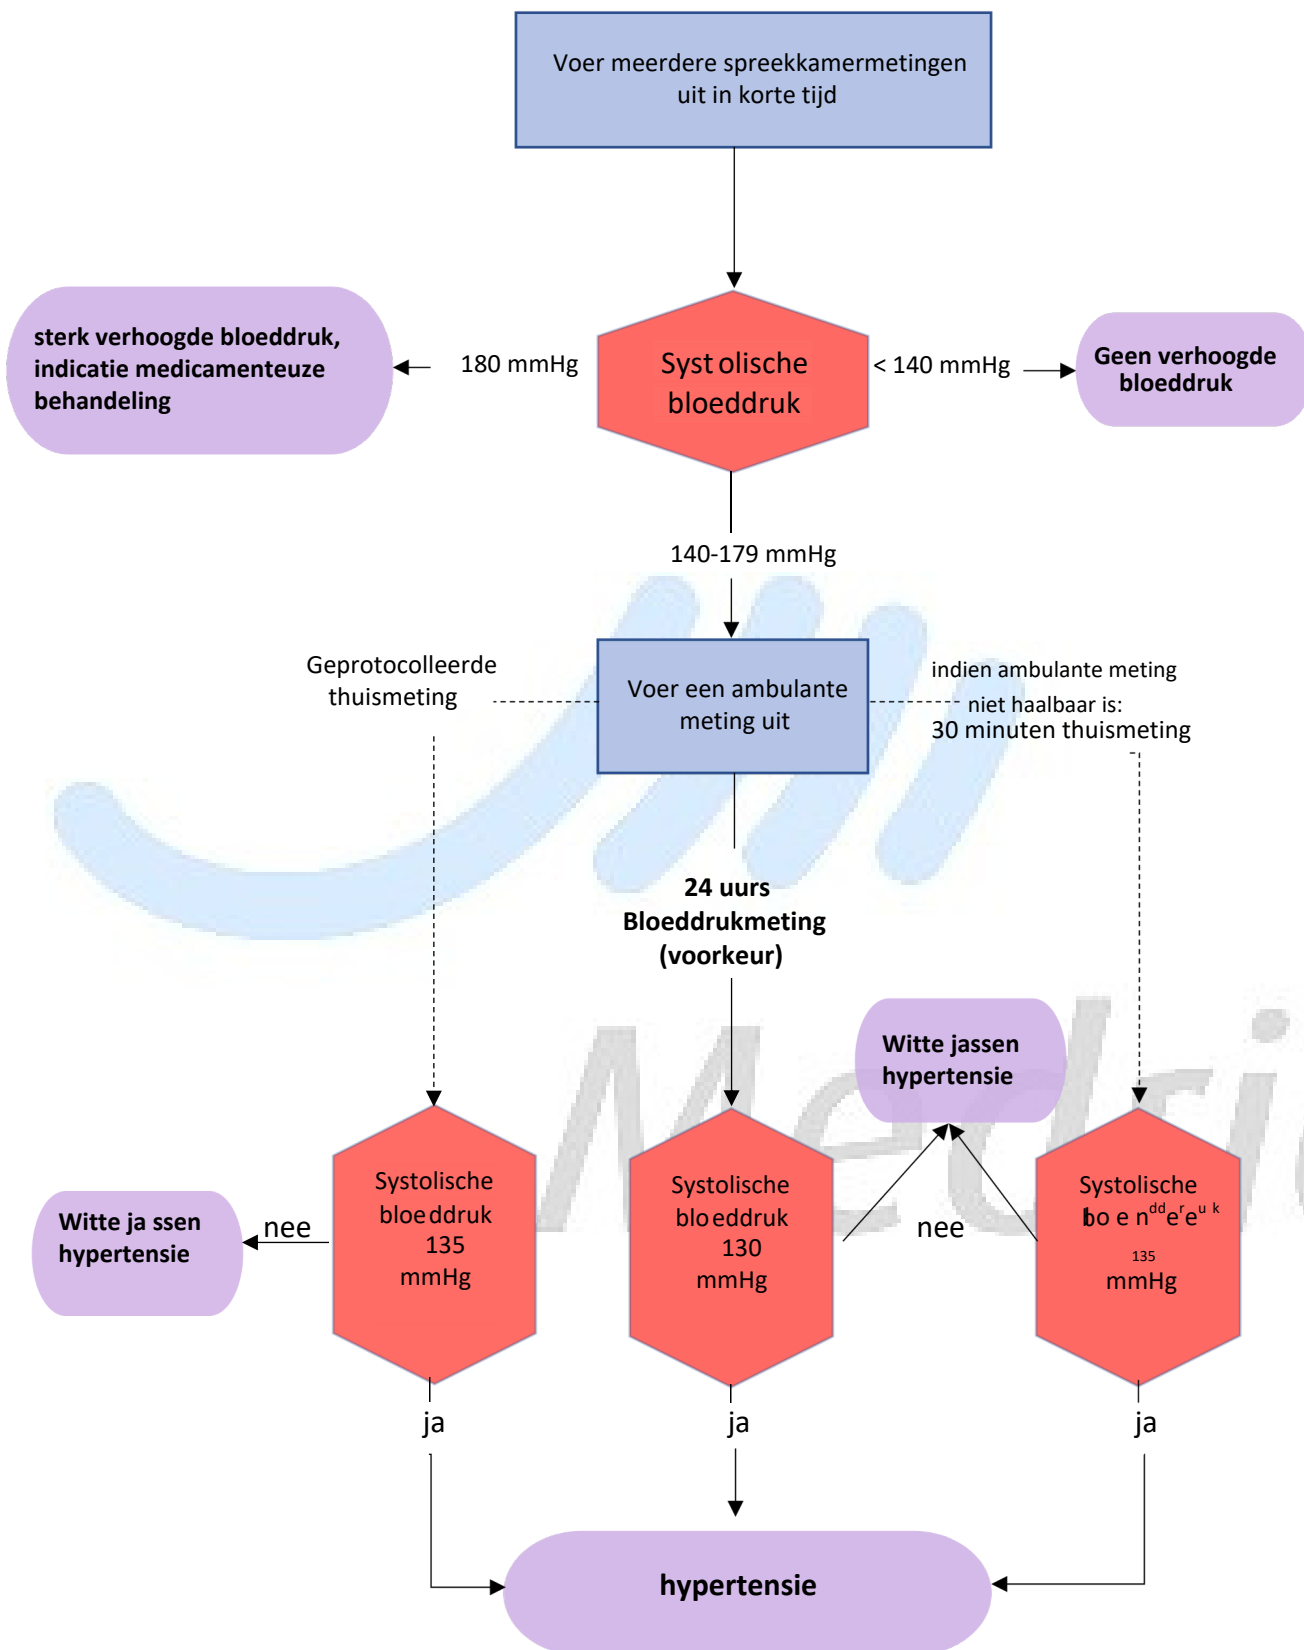 Voer meerdere spreekkamermetingen
uit in korte tijd
sterk verhoogde bloeddruk,
indicatie medicamenteuze
behandeling
180 mmHg
Syst olische
bloeddruk
< 140 mmHg
Geen verhoogde
bloeddruk
140-179 mmHg
Geprotocolleerde
thuismeting
Voer een ambulante
meting uit
indien ambulante meting
niet haalbaar is:
30 minuten thuismeting
24 uurs
Bloeddrukmeting
(voorkeur)
Witte jassen
hypertensie
Witte ja ssen
hypertensie
nee
Systolische
bloe ddruk
135
mmHg
Systolische
blo eddruk
130
mmHg
nee
Systolische
135
mmHg
ja
ja
ja
hypertensie